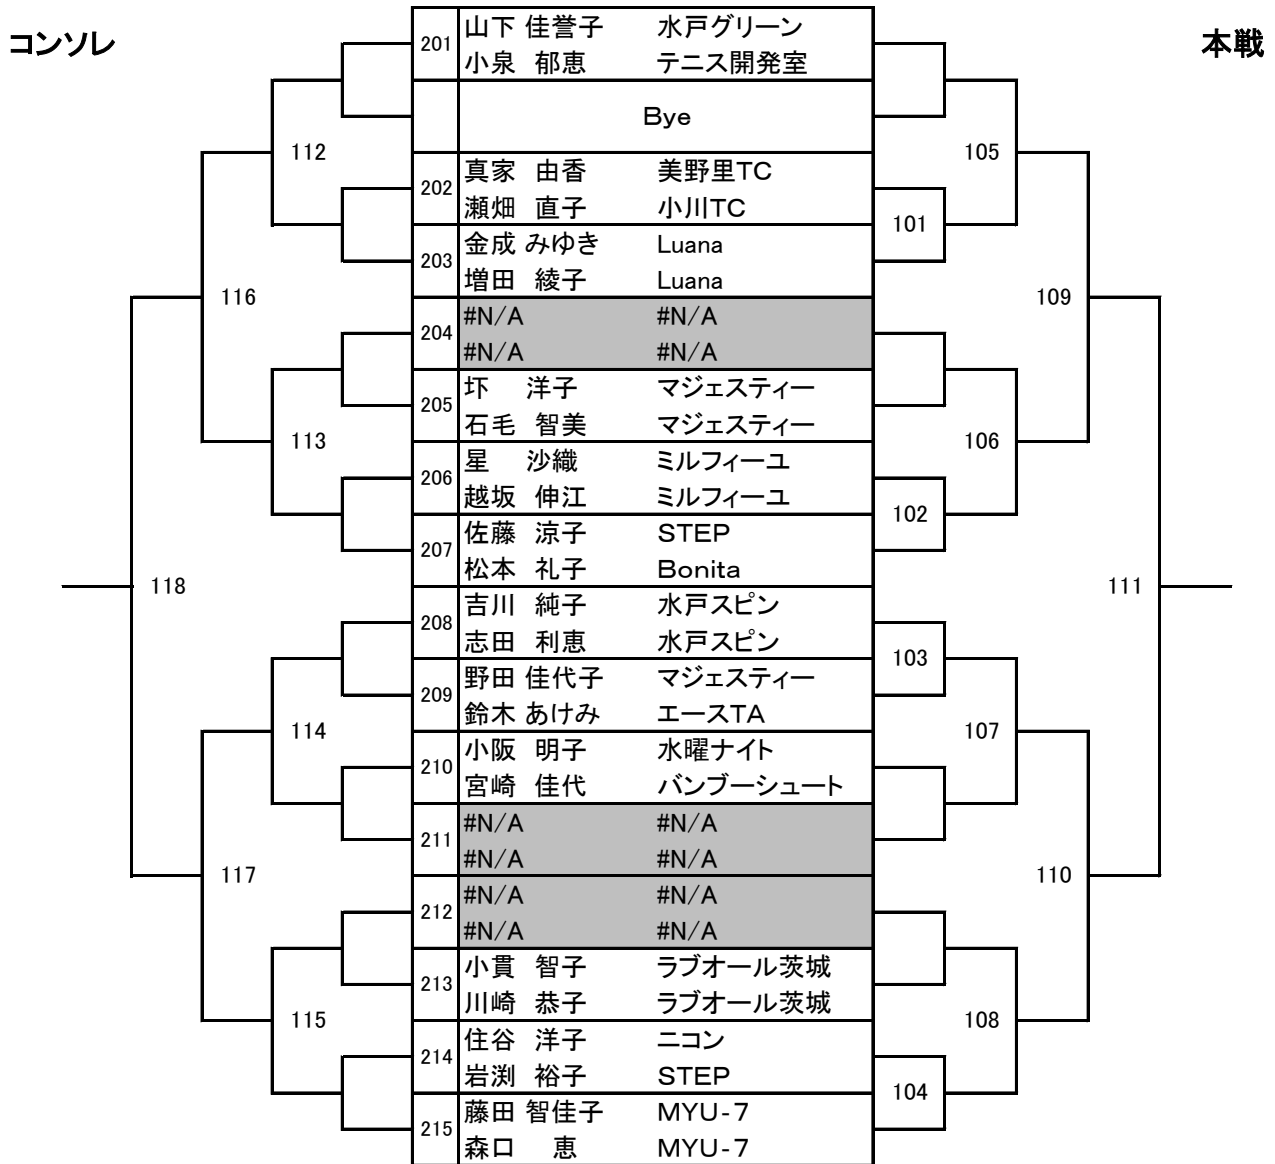 コンソレ
本戦
201 山下 佳誉子 水戸グリーン
小泉 郁恵 テニス開発室
Bye
112
105
202 真家 由香 美野里TC
瀬畑 直子 小川TC
101
203 金成 みゆき Luana
増田 綾子 Luana
116
109
204 #N/A #N/A
#N/A #N/A
205 圷 洋子 マジェスティー
石毛 智美 マジェスティー
113
106
206 星 沙織 ミルフィーユ
越坂 伸江 ミルフィーユ
102
207 佐藤 涼子 STEP
松本 礼子 Bonita
118
111
208 吉川 純子 水戸スピン
志田 利恵 水戸スピン
103
209 野田 佳代子 マジェスティー
鈴木 あけみ エースTA
114
107
210 小阪 明子 水曜ナイト
宮崎 佳代 バンブーシュート
211 #N/A #N/A
#N/A #N/A
117
110
212 #N/A #N/A
#N/A #N/A
213 小貫 智子 ラブオール茨城
川崎 恭子 ラブオール茨城
115
108
214 住谷 洋子 ニコン
岩渕 裕子 STEP
104
215 藤田 智佳子 MYU-7
森口 恵 MYU-7